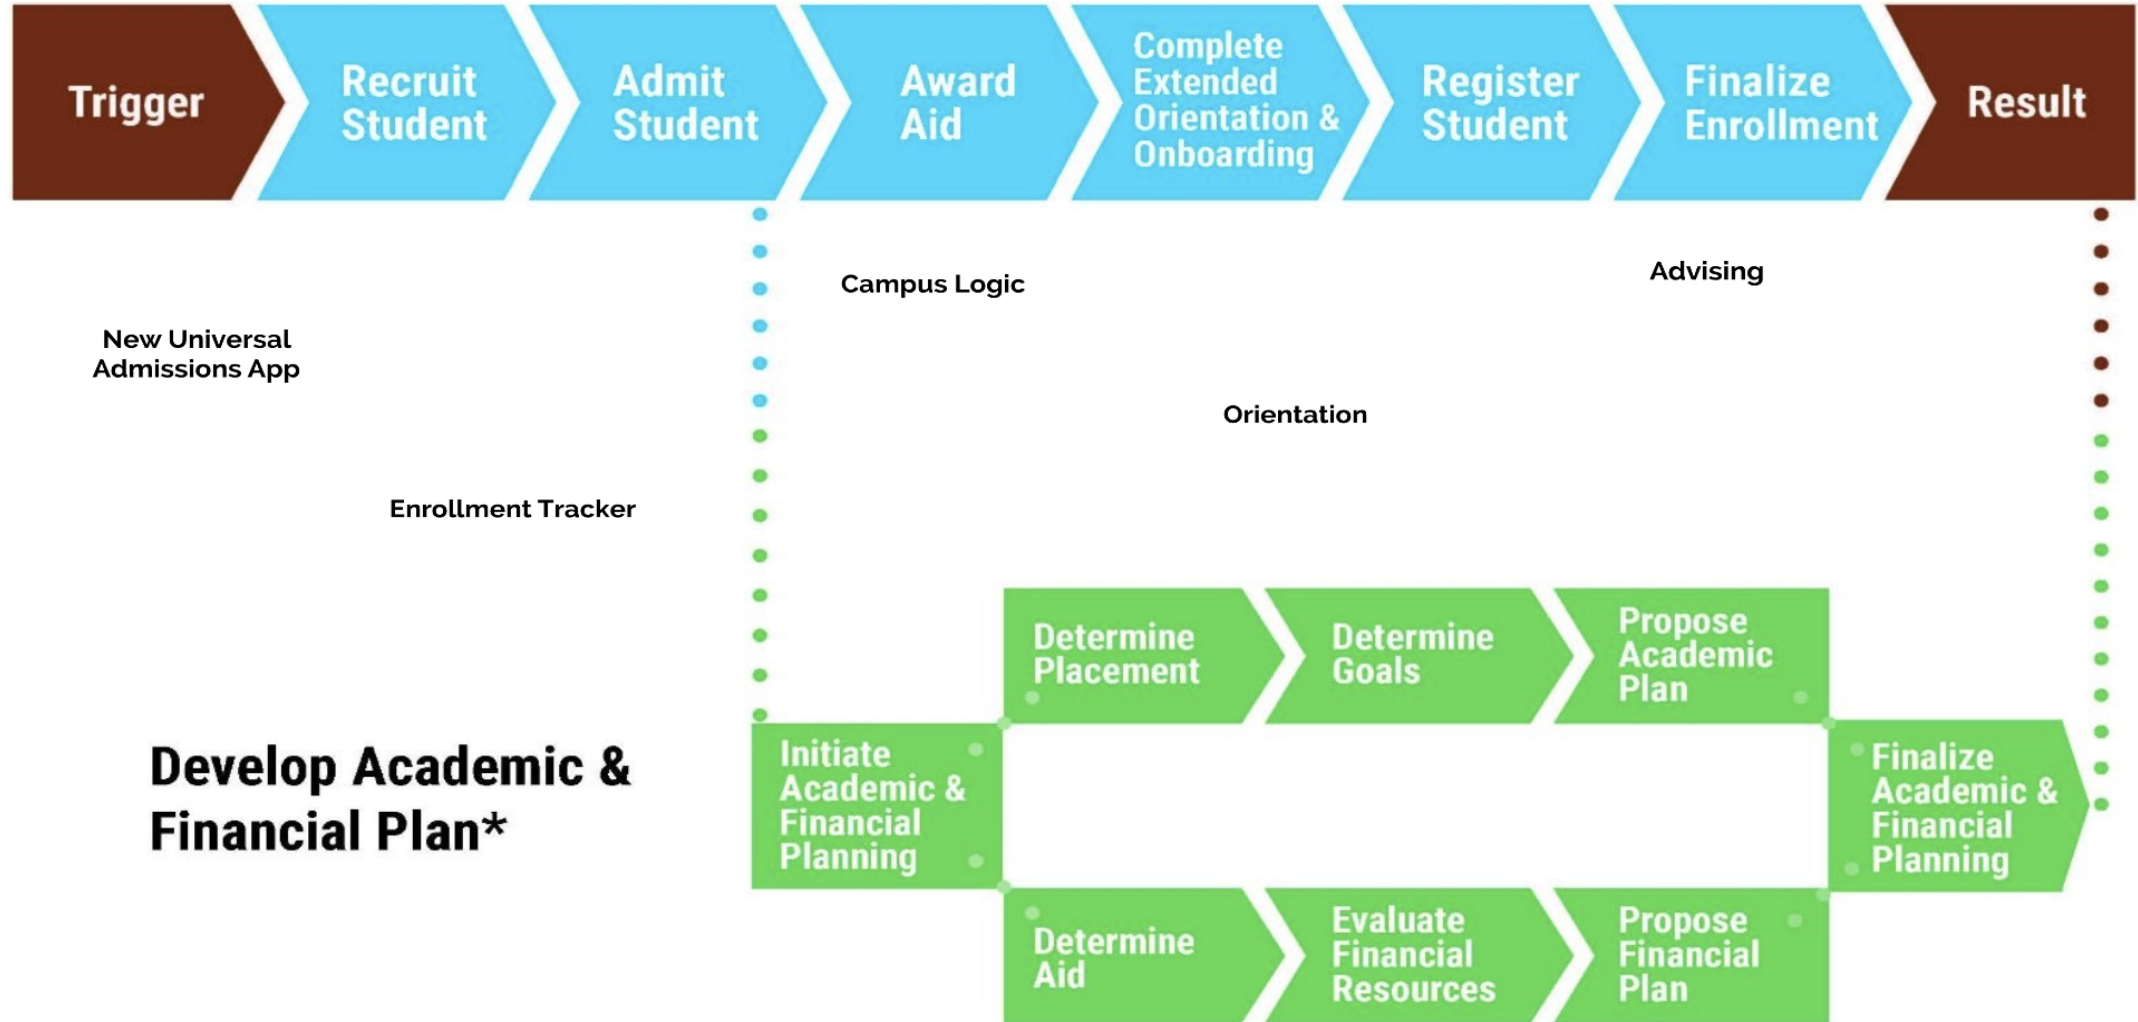 Trigger
Recruit
Student
Admit
Student
Award
Aid
Complete
Extended
Orientation &
Onboarding
Register
Student
Finalize
Enrollment
Result
Campus Logic
Advising
New Universal
Admissions App
Orientation
Enrollment Tracker
Develop Academic &
Financial Plan*
Initiate
Academic &
Financial
Planning
Determine
Placement
Determine
Goals
Propose
Academic
Plan
Determine
Aid
Evaluate
Financial
Resources
Propose
Financial
Plan
Finalize
Academic &
Financial
Planning